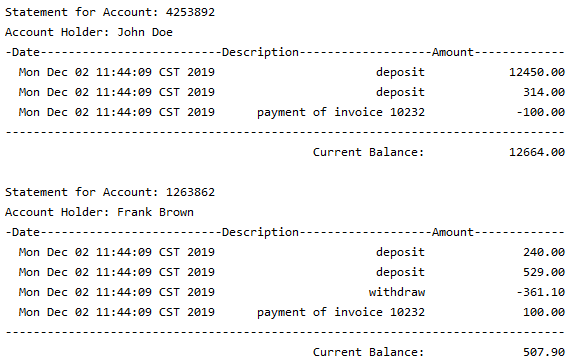 Statement for Account: 4253892
Account Holder: John Doe
-Date--------------------------Description-------------------Amount-------------
  Mon Dec 02 11:44:09 CST 2019                       deposit            12450.00
  Mon Dec 02 11:44:09 CST 2019                       deposit              314.00
  Mon Dec 02 11:44:09 CST 2019      payment of invoice 10232             -100.00
--------------------------------------------------------------------------------
                                            Current Balance:            12664.00

Statement for Account: 1263862
Account Holder: Frank Brown
-Date--------------------------Description-------------------Amount-------------
  Mon Dec 02 11:44:09 CST 2019                       deposit              240.00
  Mon Dec 02 11:44:09 CST 2019                       deposit              529.00
  Mon Dec 02 11:44:09 CST 2019                      withdraw             -361.10
  Mon Dec 02 11:44:09 CST 2019      payment of invoice 10232              100.00
--------------------------------------------------------------------------------
                                            Current Balance:              507.90